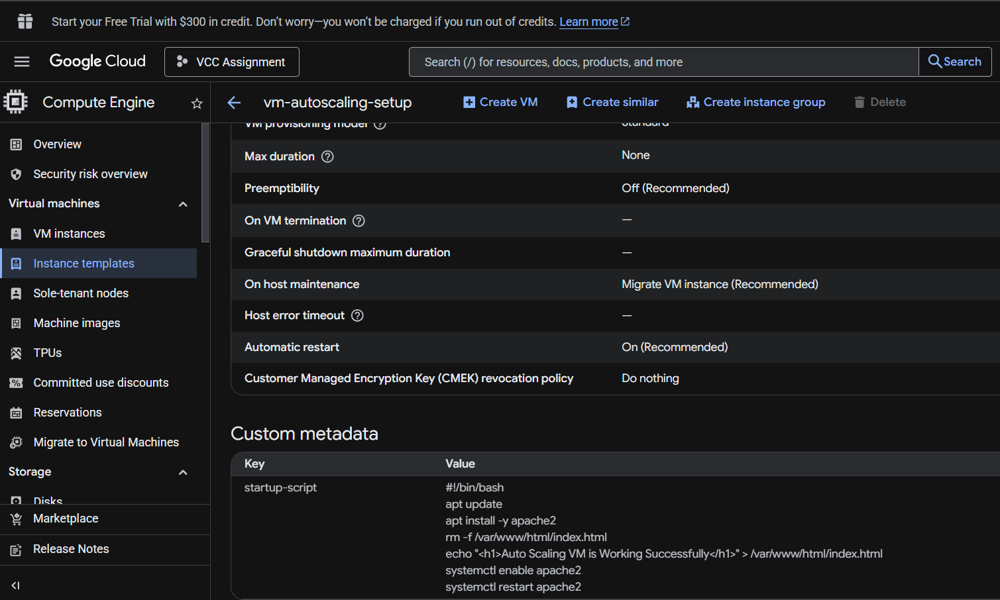 Start your Free Trial with $300 in credit. Don’t worry—you won’t be charged if you run out of credits. Learn more
Google Cloud
VCC Assignment
Search (/) for resources, docs, products, and more
Search
Compute Engine
vm-autoscaling-setup
Create VM
Create similar
Create instance group
Delete
Overview
Security risk overview
Virtual machines
VM instances
Instance templates
Sole-tenant nodes
Machine images
TPUs
Committed use discounts
Reservations
Migrate to Virtual Machines
Storage
Disks
Marketplace
Release Notes
VM provisioning model Standard
Max duration None
Preemptibility Off (Recommended)
On VM termination —
Graceful shutdown maximum duration —
On host maintenance Migrate VM instance (Recommended)
Host error timeout —
Automatic restart On (Recommended)
Customer Managed Encryption Key (CMEK) revocation policy Do nothing
Custom metadata
Key Value
startup-script #!/bin/bash
apt update
apt install -y apache2
rm -f /var/www/html/index.html
echo "<h1>Auto Scaling VM is Working Successfully</h1>" > /var/www/html/index.html
systemctl enable apache2
systemctl restart apache2